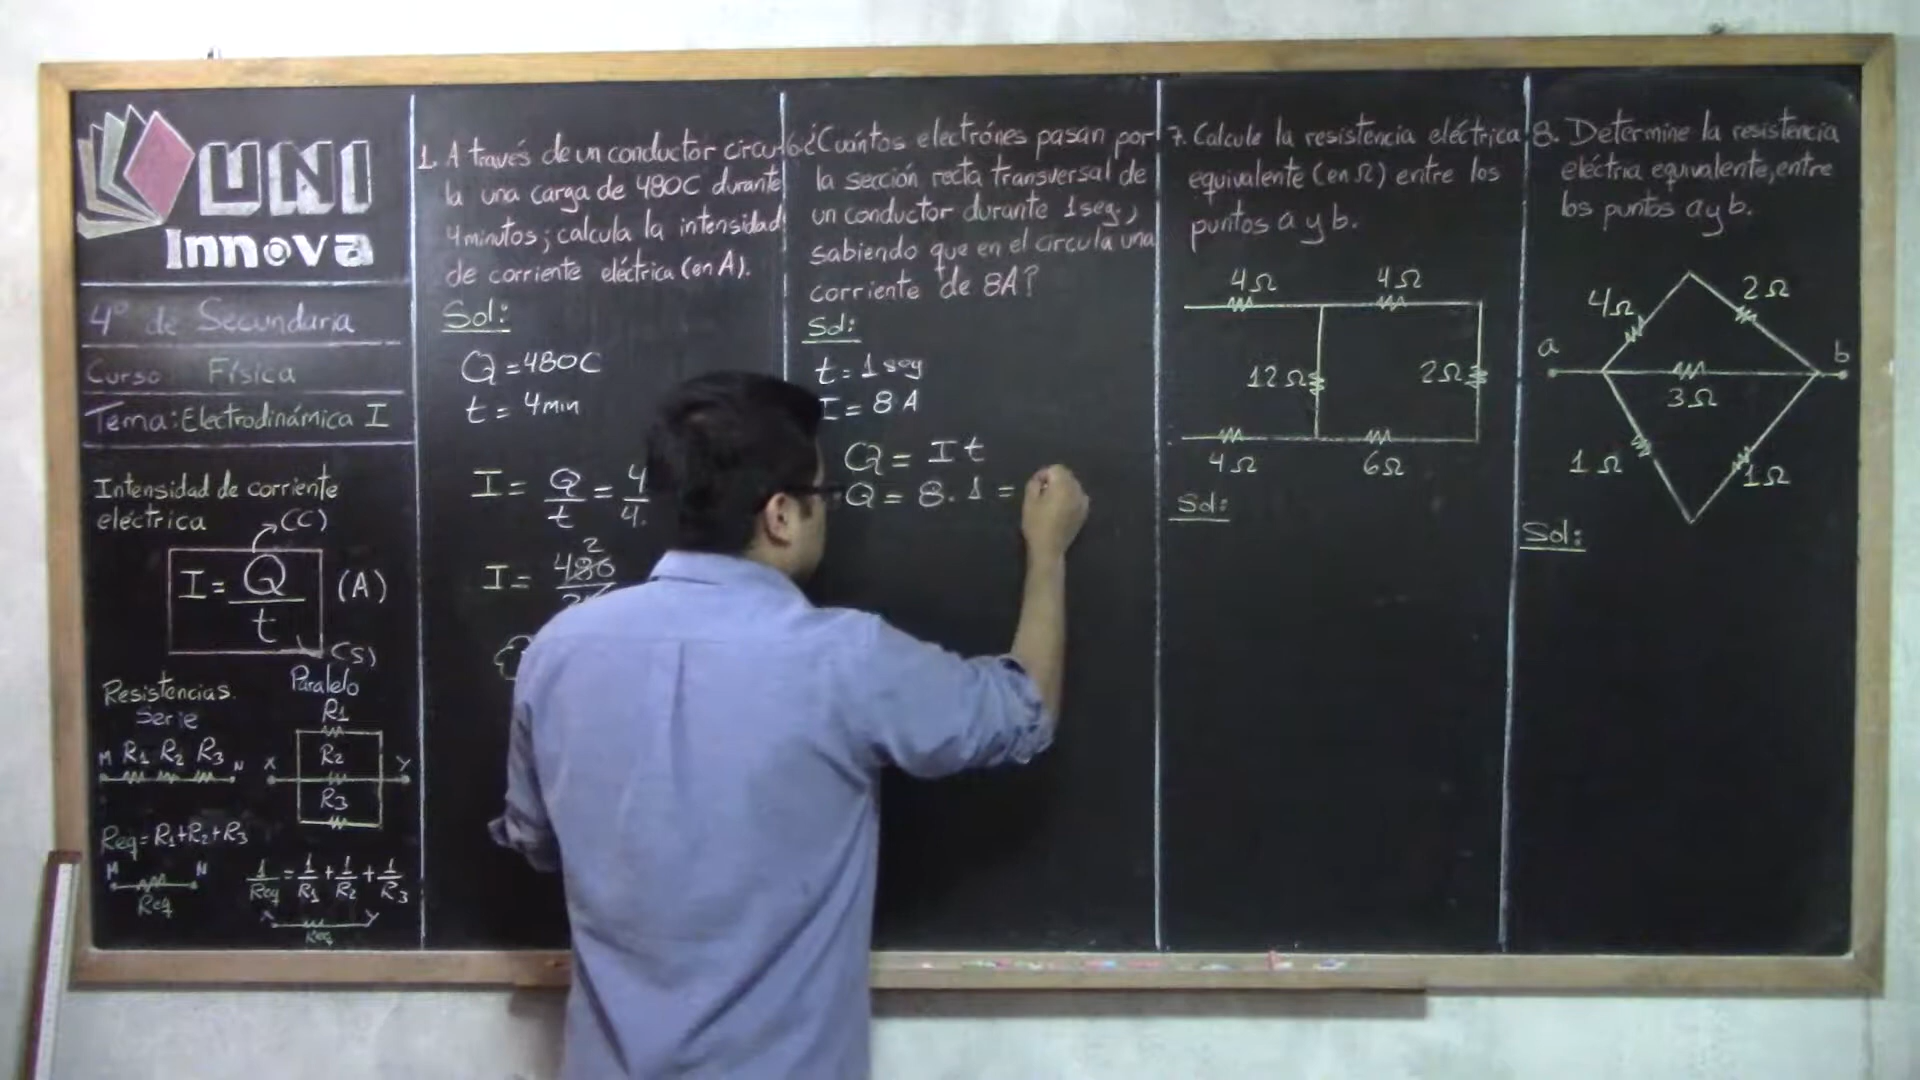 UNI
Innova
4° de Secundaria
Curso: Física
Tema: Electrodinámica I
Intensidad de corriente
eléctrica
(C)
I = Q/t (A)
(S)
Resistencias.
Serie
M R1 R2 R3 N
Req = R1+R2+R3
M N
Req
Paralelo
R1
X R2 Y
R3
1/Req = 1/R1 + 1/R2 + 1/R3
X Y
Req
1. A través de un conductor circu
la una carga de 480C durante
4 minutos; calcula la intensidad
de corriente eléctrica (en A).
Sol:
Q = 480C
t = 4 min
I = Q/t = 4
4.
2
I = 480
6 ¿Cuántos electrónes pasan por
la sección recta transversal de
un conductor durante 1 seg.,
sabiendo que en el circula una
corriente de 8A?
Sol:
t = 1 seg
I = 8 A
Q = I t
Q = 8 . 1 =
7. Calcule la resistencia eléctrica
equivalente (en Ω) entre los
puntos a y b.
4Ω 4Ω
12Ω 2Ω
4Ω 6Ω
Sol:
8. Determine la resistencia
eléctria equivalente, entre
los puntos a y b.
4Ω 2Ω
a b
3Ω
1Ω 1Ω
Sol: